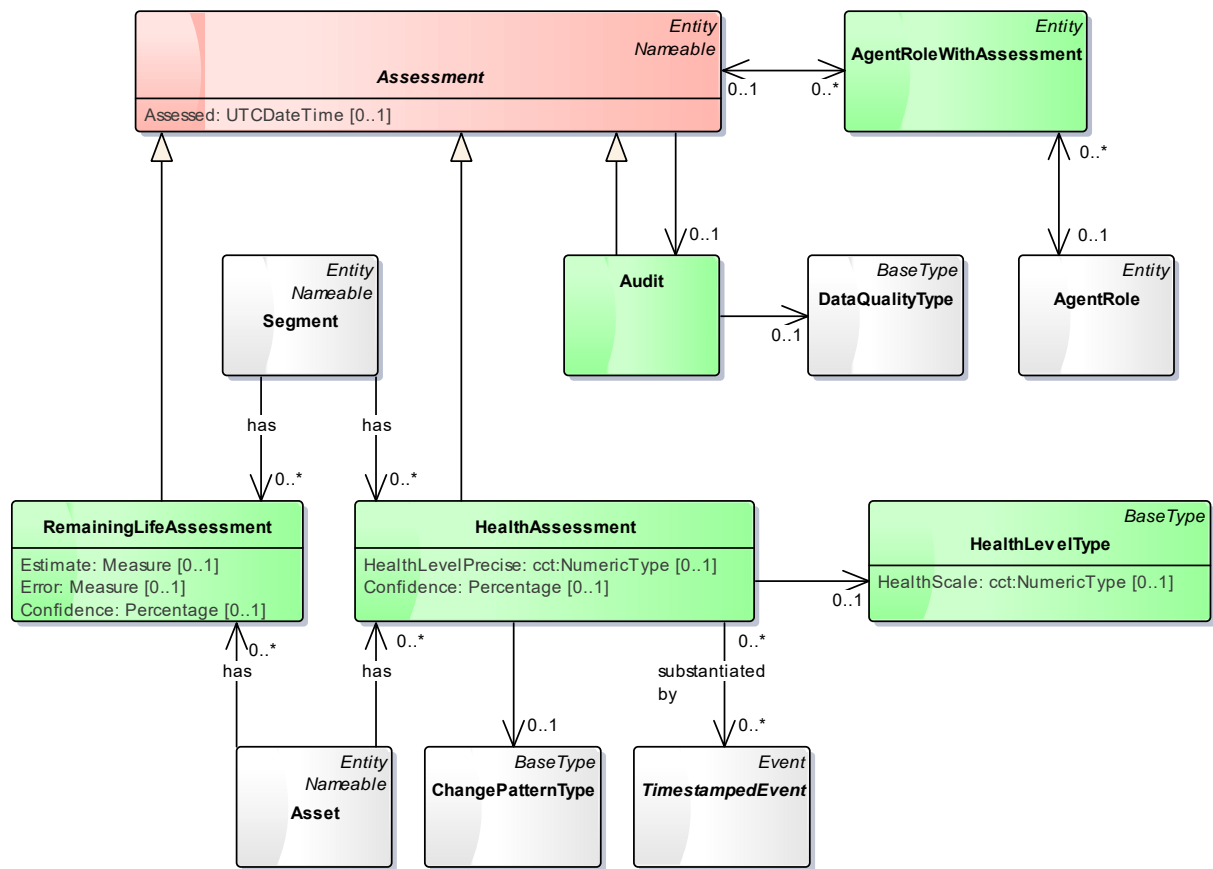 Entity
Nameable
Assessment
Assessed: UTCDateTime [0..1]
0..1
0..*
Entity
AgentRoleWithAssessment
0..*
0..1
Entity
AgentRole
0..1
Audit
0..1
BaseType
DataQualityType
Entity
Nameable
Segment
has
has
0..*
0..*
RemainingLifeAssessment
Estimate: Measure [0..1]
Error: Measure [0..1]
Confidence: Percentage [0..1]
HealthAssessment
HealthLevelPrecise: cct:NumericType [0..1]
Confidence: Percentage [0..1]
0..1
BaseType
HealthLevelType
HealthScale: cct:NumericType [0..1]
0..*
has
0..*
has
0..1
0..*
substantiated
by
0..*
Entity
Nameable
Asset
BaseType
ChangePatternType
Event
TimestampedEvent